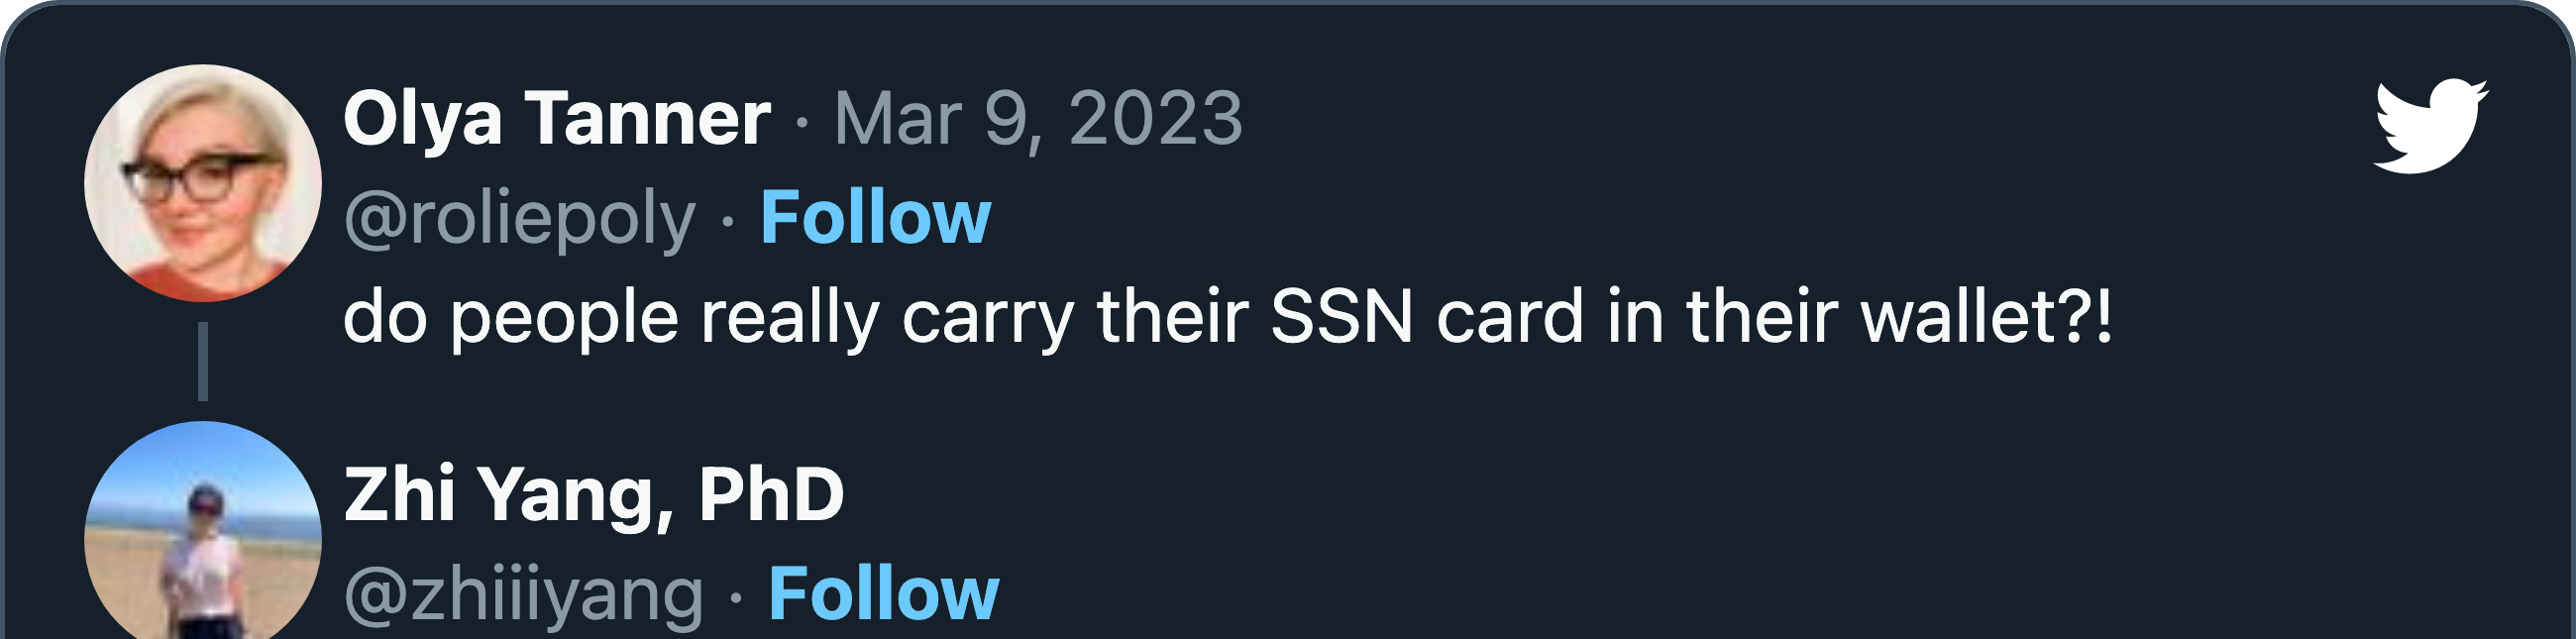 Olya Tanner · Mar 9, 2023
@roliepoly · Follow
do people really carry their SSN card in their wallet?!
Zhi Yang, PhD
@zhiiiyang · Follow